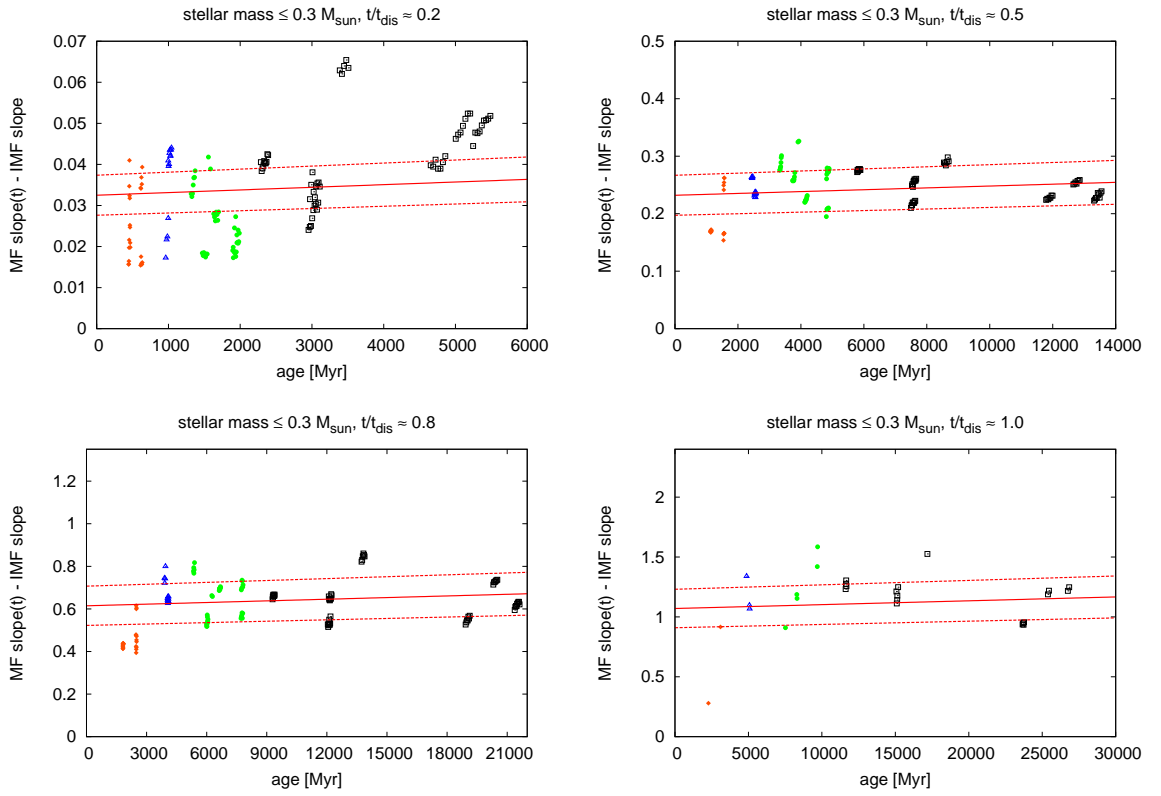 stellar mass ≤ 0.3 Msun, t/tdis ≈ 0.2
MF slope(t) - IMF slope
0.07
0.06
0.05
0.04
0.03
0.02
0.01
0
0 1000 2000 3000 4000 5000 6000
age [Myr]
stellar mass ≤ 0.3 Msun, t/tdis ≈ 0.5
MF slope(t) - IMF slope
0.5
0.4
0.3
0.2
0.1
0
0 2000 4000 6000 8000 10000 12000 14000
age [Myr]
stellar mass ≤ 0.3 Msun, t/tdis ≈ 0.8
MF slope(t) - IMF slope
1.2
1
0.8
0.6
0.4
0.2
0
0 3000 6000 9000 12000 15000 18000 21000
age [Myr]
stellar mass ≤ 0.3 Msun, t/tdis ≈ 1.0
MF slope(t) - IMF slope
2
1.5
1
0.5
0
0 5000 10000 15000 20000 25000 30000
age [Myr]